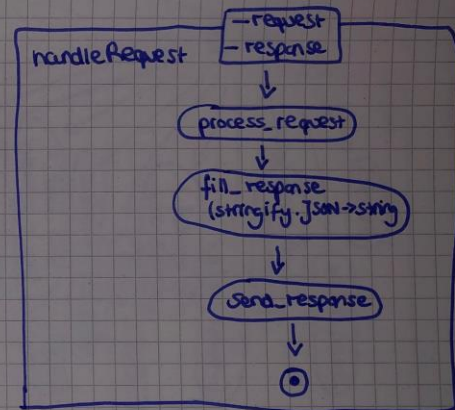 - request
- response
handleRequest
process_request
fill_response
(stringify.JSON->string
send_response